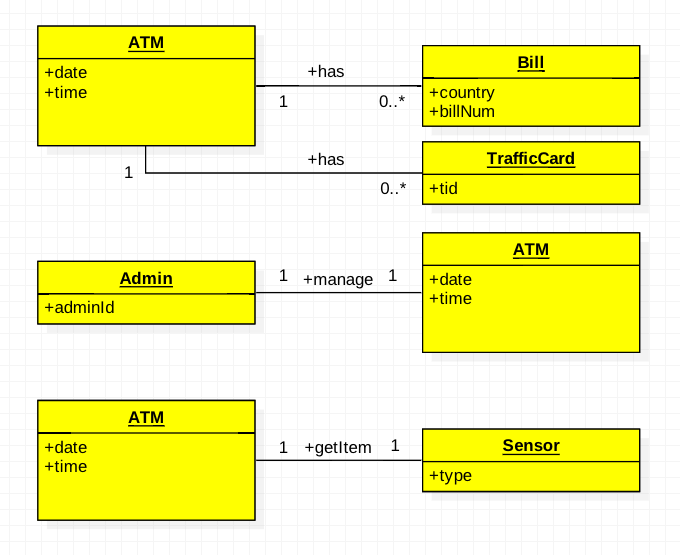 ATM
+date
+time
+has
1
0..*
Bill
+country
+billNum
1
+has
0..*
TrafficCard
+tid
Admin
+adminId
1
+manage
1
ATM
+date
+time
ATM
+date
+time
1
+getItem
1
Sensor
+type